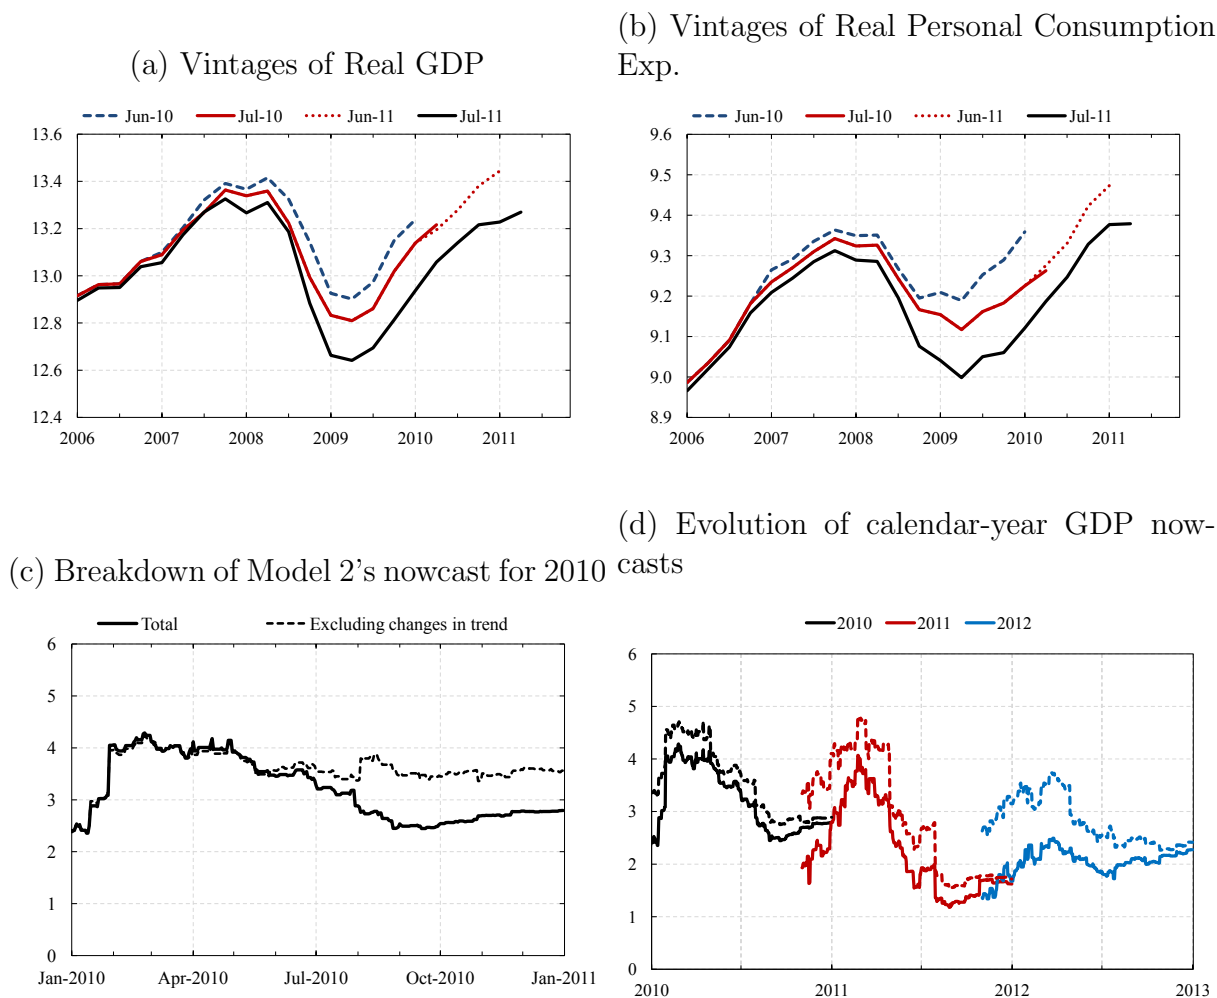 (a) Vintages of Real GDP
(b) Vintages of Real Personal Consumption
Exp.
Jun-10 Jul-10 Jun-11 Jul-11
13.6
13.4
13.2
13.0
12.8
12.6
12.4
2006 2007 2008 2009 2010 2011
Jun-10 Jul-10 Jun-11 Jul-11
9.6
9.5
9.4
9.3
9.2
9.1
9.0
8.9
2006 2007 2008 2009 2010 2011
(c) Breakdown of Model 2's nowcast for 2010
(d) Evolution of calendar-year GDP now-
casts
Total Excluding changes in trend
6
5
4
3
2
1
0
Jan-2010 Apr-2010 Jul-2010 Oct-2010 Jan-2011
2010 2011 2012
6
5
4
3
2
1
0
2010 2011 2012 2013